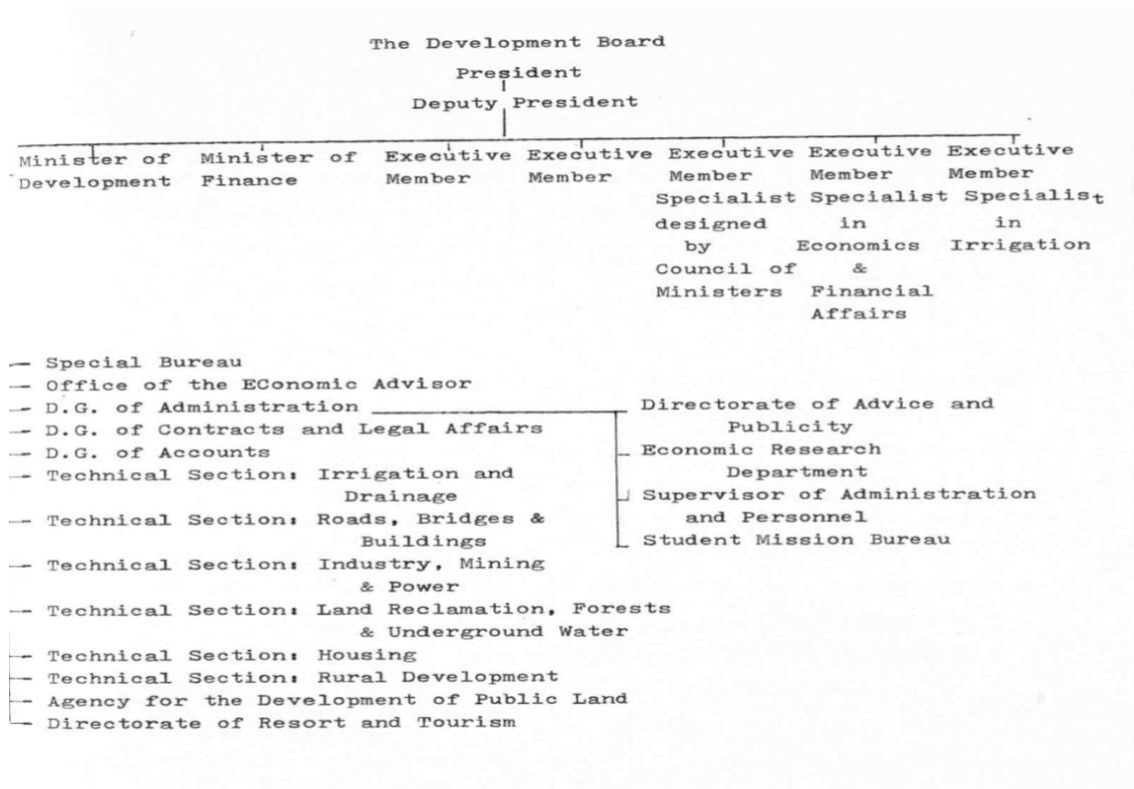 The Development Board
President
Deputy President
Minister of Development
Minister of Finance
Executive Member
Executive Member
Executive Member Specialist designed by Council of Ministers
Executive Member Specialist in Economics & Financial Affairs
Executive Member Specialist in Irrigation
Special Bureau
Office of the EConomic Advisor
D.G. of Administration
D.G. of Contracts and Legal Affairs
D.G. of Accounts
Technical Section: Irrigation and
Drainage
Technical Section: Roads, Bridges &
Buildings
Technical Section: Industry, Mining
& Power
Technical Section: Land Reclamation, Forests
& Underground Water
Technical Section: Housing
Technical Section: Rural Development
Agency for the Development of Public Land
Directorate of Resort and Tourism
Directorate of Advice and
Publicity
Economic Research
Department
Supervisor of Administration
and Personnel
Student Mission Bureau